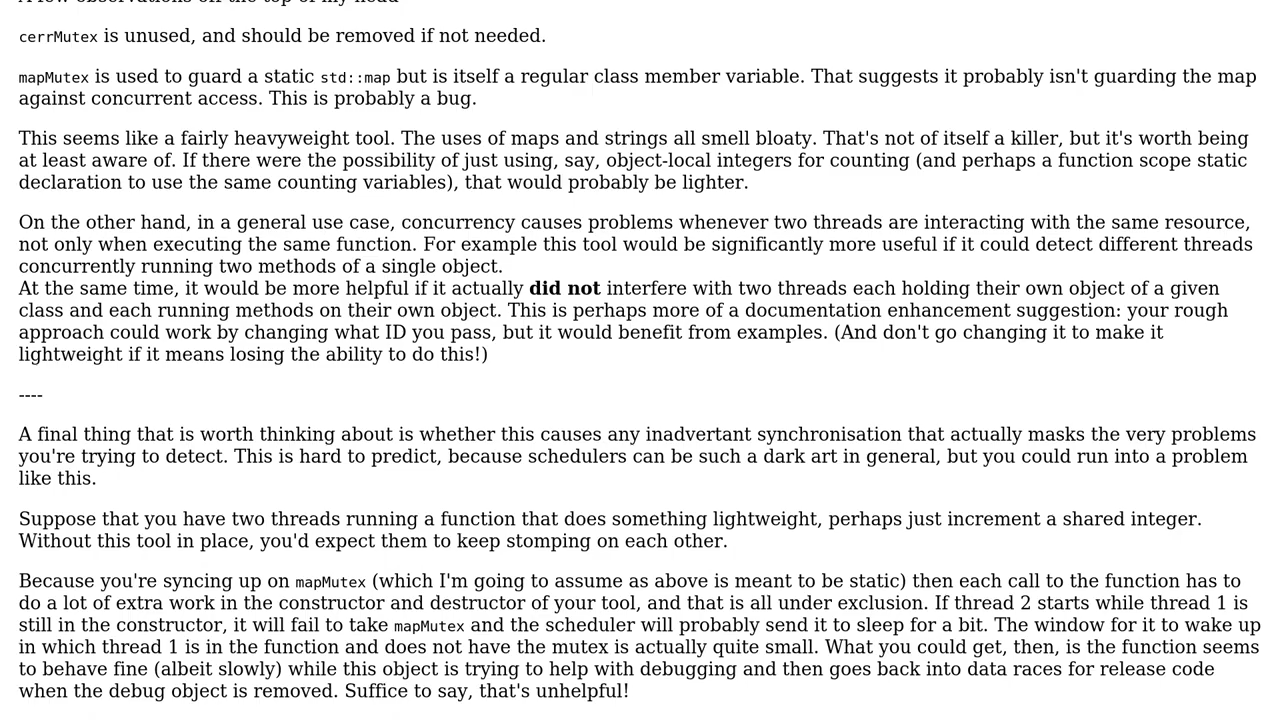 A few observations off the top of my head
cerrMutex is unused, and should be removed if not needed.
mapMutex is used to guard a static std::map but is itself a regular class member variable. That suggests it probably isn't guarding the map
against concurrent access. This is probably a bug.
This seems like a fairly heavyweight tool. The uses of maps and strings all smell bloaty. That's not of itself a killer, but it's worth being
at least aware of. If there were the possibility of just using, say, object-local integers for counting (and perhaps a function scope static
declaration to use the same counting variables), that would probably be lighter.
On the other hand, in a general use case, concurrency causes problems whenever two threads are interacting with the same resource,
not only when executing the same function. For example this tool would be significantly more useful if it could detect different threads
concurrently running two methods of a single object.
At the same time, it would be more helpful if it actually did not interfere with two threads each holding their own object of a given
class and each running methods on their own object. This is perhaps more of a documentation enhancement suggestion: your rough
approach could work by changing what ID you pass, but it would benefit from examples. (And don't go changing it to make it
lightweight if it means losing the ability to do this!)
----
A final thing that is worth thinking about is whether this causes any inadvertant synchronisation that actually masks the very problems
you're trying to detect. This is hard to predict, because schedulers can be such a dark art in general, but you could run into a problem
like this.
Suppose that you have two threads running a function that does something lightweight, perhaps just increment a shared integer.
Without this tool in place, you'd expect them to keep stomping on each other.
Because you're syncing up on mapMutex (which I'm going to assume as above is meant to be static) then each call to the function has to
do a lot of extra work in the constructor and destructor of your tool, and that is all under exclusion. If thread 2 starts while thread 1 is
still in the constructor, it will fail to take mapMutex and the scheduler will probably send it to sleep for a bit. The window for it to wake up
in which thread 1 is in the function and does not have the mutex is actually quite small. What you could get, then, is the function seems
to behave fine (albeit slowly) while this object is trying to help with debugging and then goes back into data races for release code
when the debug object is removed. Suffice to say, that's unhelpful!